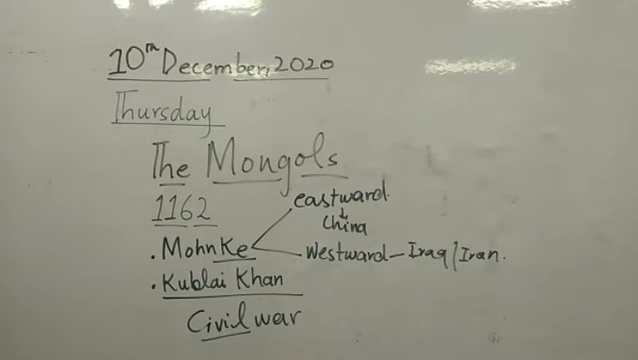 10th December, 2020
Thursday
The Mongols
1162
eastward
↓
China
. MohnKe
Westward – Iraq/Iran.
. Kublai Khan
Civil war